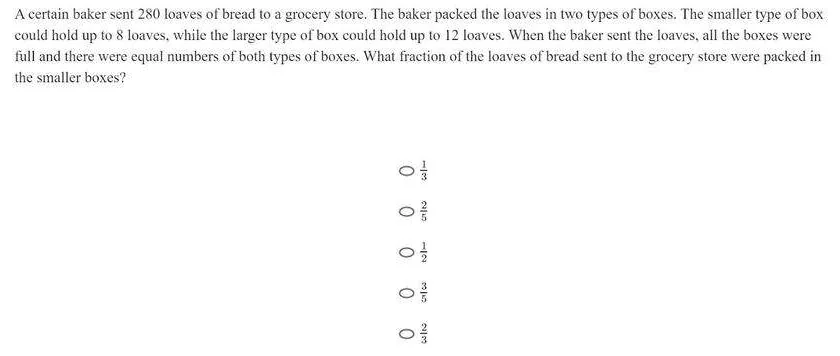 A certain baker sent 280 loaves of bread to a grocery store. The baker packed the loaves in two types of boxes. The smaller type of box
could hold up to 8 loaves, while the larger type of box could hold up to 12 loaves. When the baker sent the loaves, all the boxes were
full and there were equal numbers of both types of boxes. What fraction of the loaves of bread sent to the grocery store were packed in
the smaller boxes?
1/3
2/5
1/2
3/5
2/3